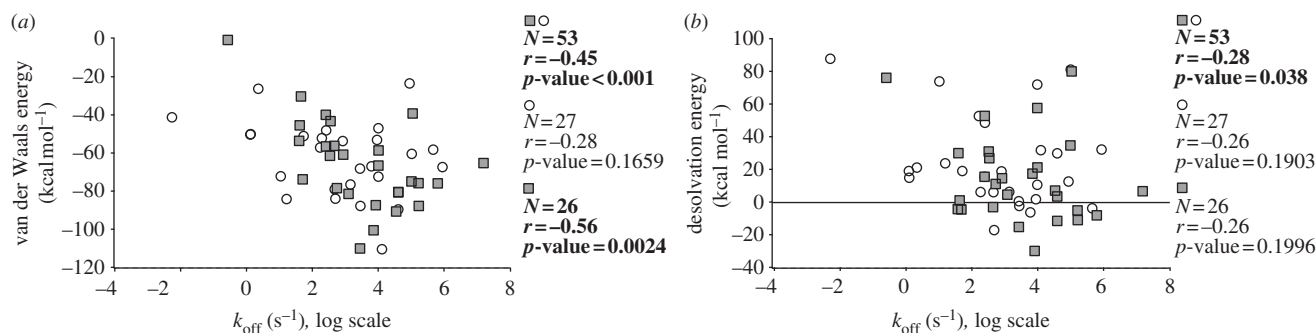 (a)
0
−20
−40
−60
−80
−100
−120
van der Waals energy
(kcal mol⁻¹)
−4
−2
0
2
4
6
8
k_off (s⁻¹), log scale
N=53
r=−0.45
p-value<0.001
N=27
r=−0.28
p-value=0.1659
N=26
r=−0.56
p-value=0.0024
(b)
100
80
60
40
20
0
−20
−40
desolvation energy
(kcal mol⁻¹)
−4
−2
0
2
4
6
8
k_off (s⁻¹), log scale
N=53
r=−0.28
p-value=0.038
N=27
r=−0.26
p-value=0.1903
N=26
r=−0.26
p-value=0.1996